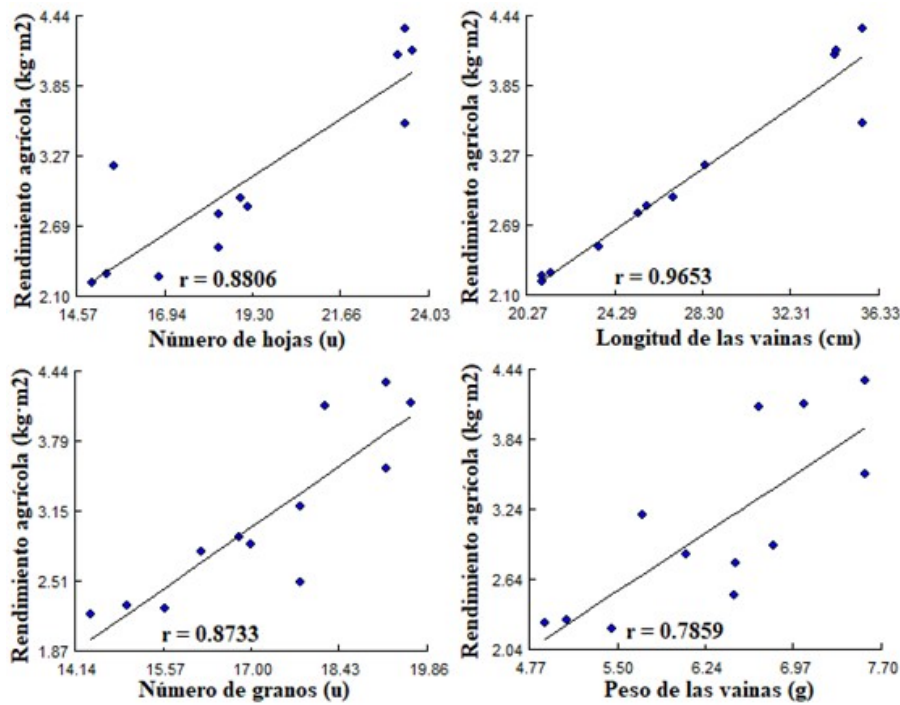 Rendimiento agrícola (kg·m2)
4.44
3.85
3.27
2.69
2.10
r = 0.8806
14.57 16.94 19.30 21.66 24.03
Número de hojas (u)
Rendimiento agrícola (kg·m2)
4.44
3.85
3.27
2.69
2.10
r = 0.9653
20.27 24.29 28.30 32.31 36.33
Longitud de las vainas (cm)
Rendimiento agrícola (kg·m2)
4.44
3.79
3.15
2.51
1.87
r = 0.8733
14.14 15.57 17.00 18.43 19.86
Número de granos (u)
Rendimiento agrícola (kg·m2)
4.44
3.84
3.24
2.64
2.04
r = 0.7859
4.77 5.50 6.24 6.97 7.70
Peso de las vainas (g)